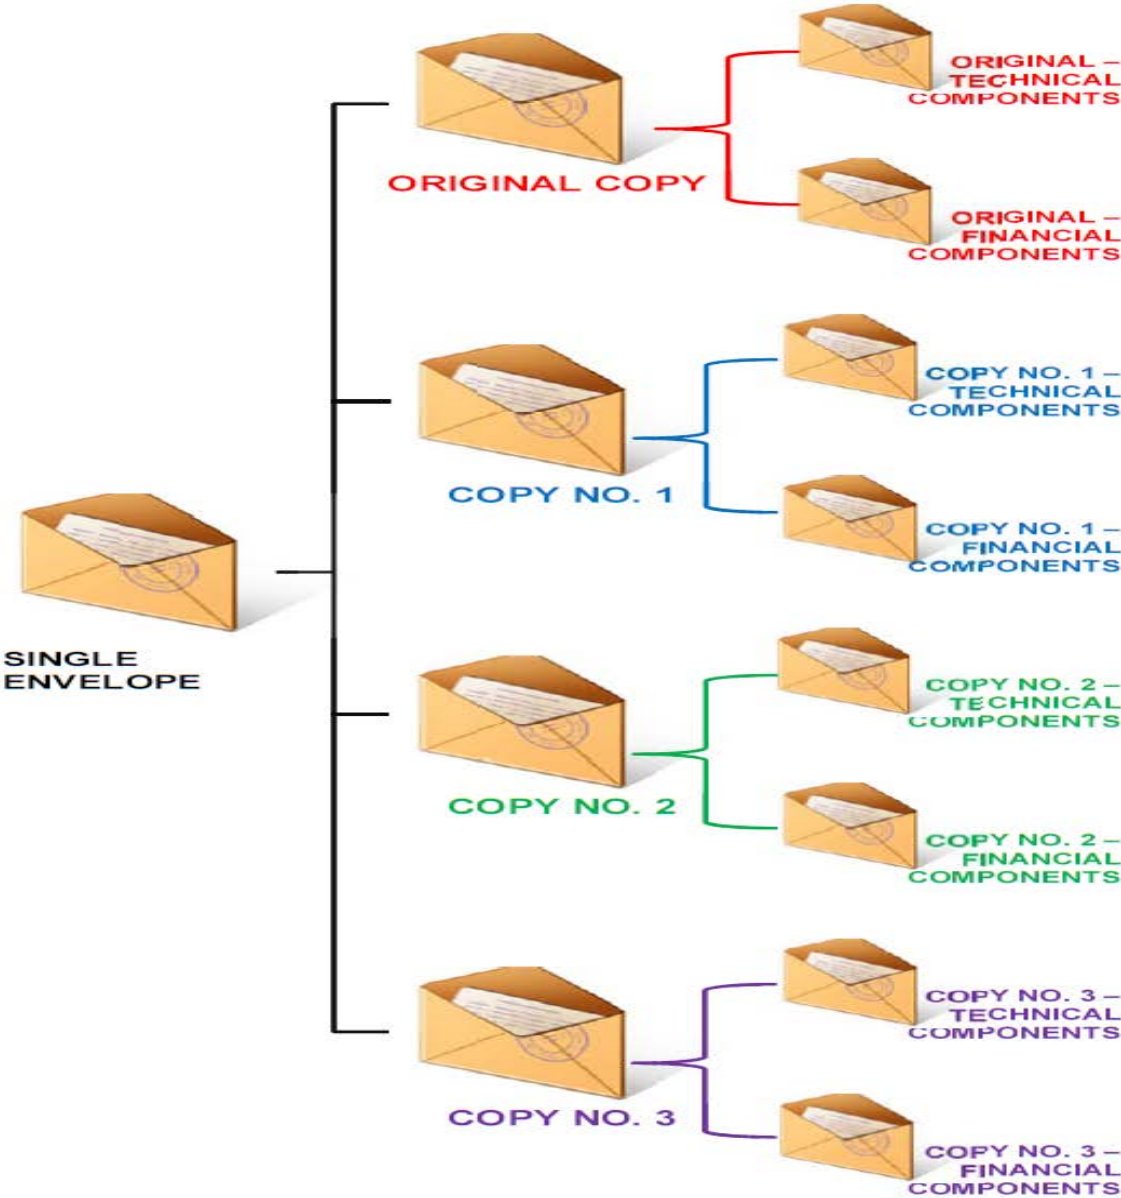 ORIGINAL –
TECHNICAL
COMPONENTS
ORIGINAL COPY
ORIGINAL –
FINANCIAL
COMPONENTS
COPY NO. 1 –
TECHNICAL
COMPONENTS
COPY NO. 1
COPY NO. 1 –
FINANCIAL
COMPONENTS
SINGLE
ENVELOPE
COPY NO. 2 –
TECHNICAL
COMPONENTS
COPY NO. 2
COPY NO. 2 –
FINANCIAL
COMPONENTS
COPY NO. 3 –
TECHNICAL
COMPONENTS
COPY NO. 3
COPY NO. 3 –
FINANCIAL
COMPONENTS